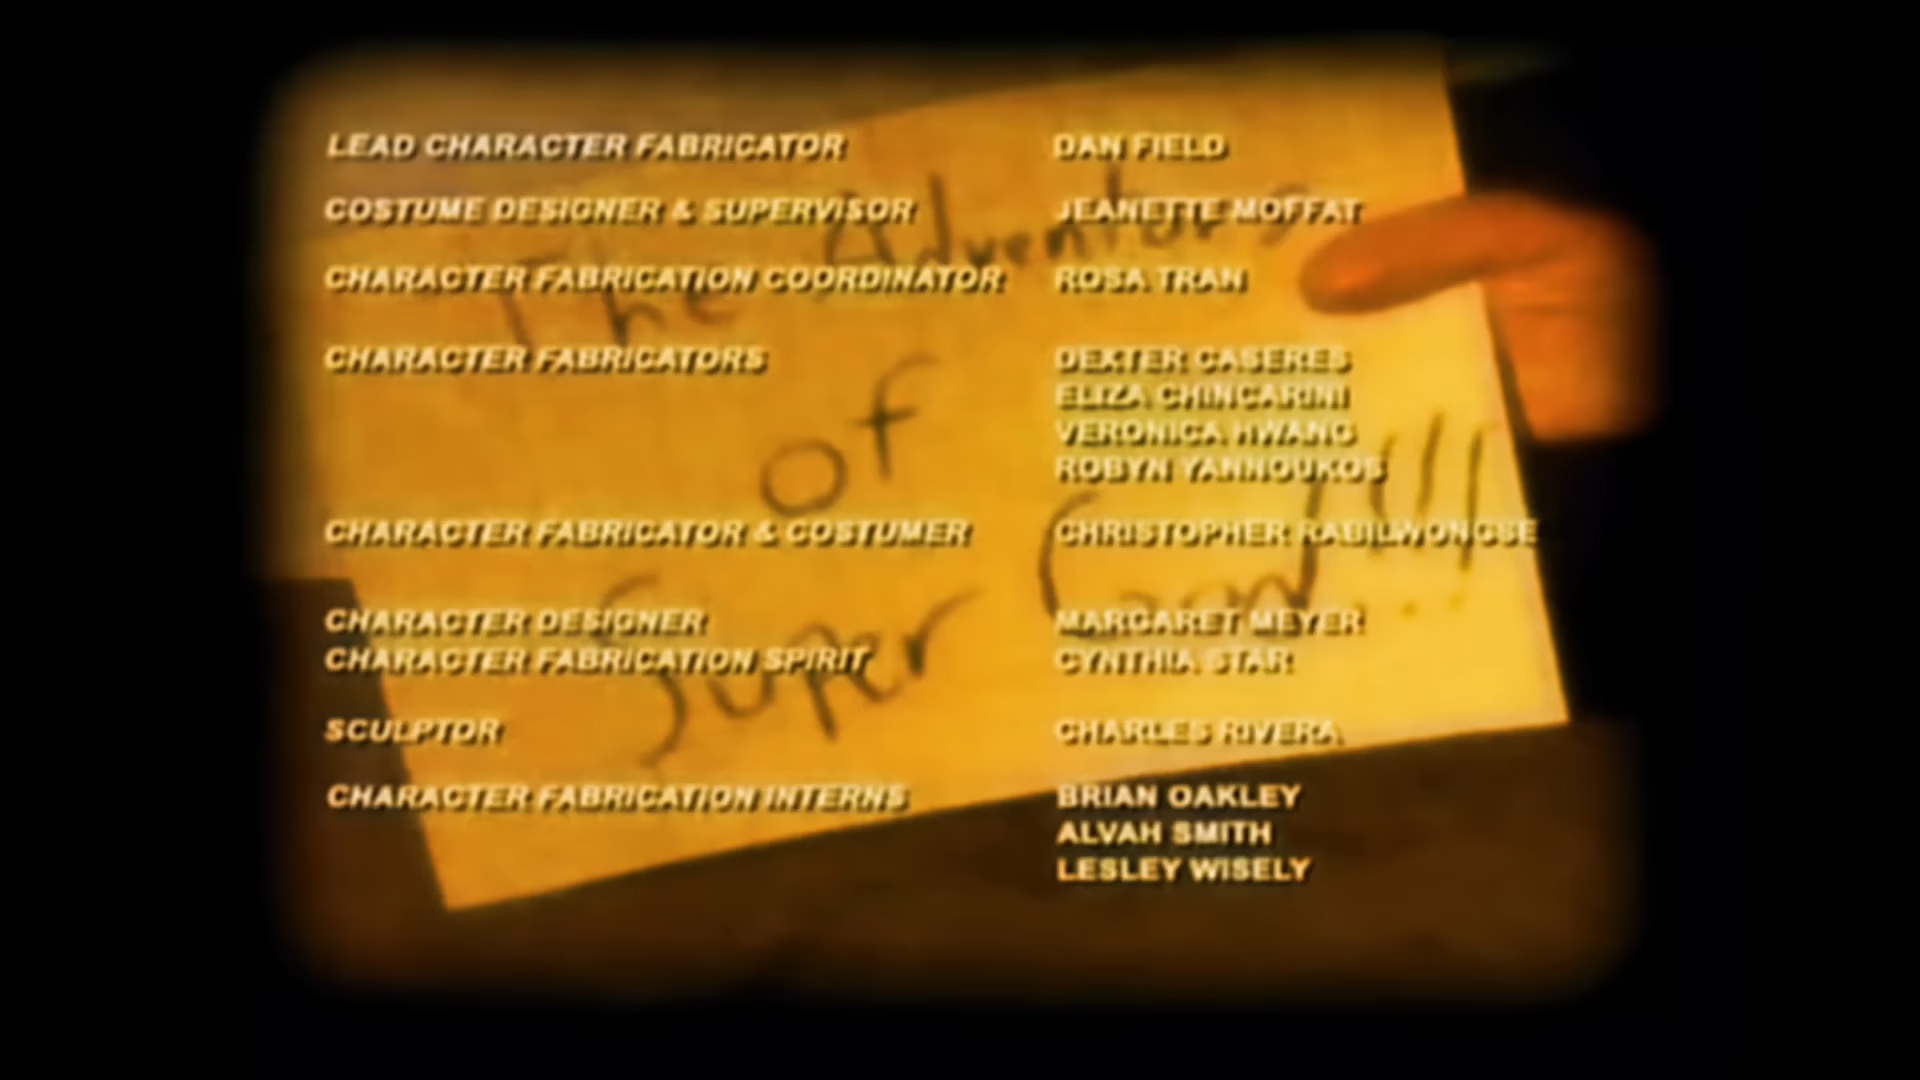 LEAD CHARACTER FABRICATOR DAN FIELD
COSTUME DESIGNER & SUPERVISOR JEANETTE MOFFAT
CHARACTER FABRICATION COORDINATOR ROSA TRAN
CHARACTER FABRICATORS DEXTER CASERES
ELIZA CHINCARINI
VERONICA HWANG
ROBYN YANNOUKOS
CHARACTER FABRICATOR & COSTUMER CHRISTOPHER RABILWONGSE
CHARACTER DESIGNER MARGARET MEYER
CHARACTER FABRICATION SPIRIT CYNTHIA STAR
SCULPTOR CHARLES RIVERA
CHARACTER FABRICATION INTERNS BRIAN OAKLEY
ALVAH SMITH
LESLEY WISELY
The
of
Super